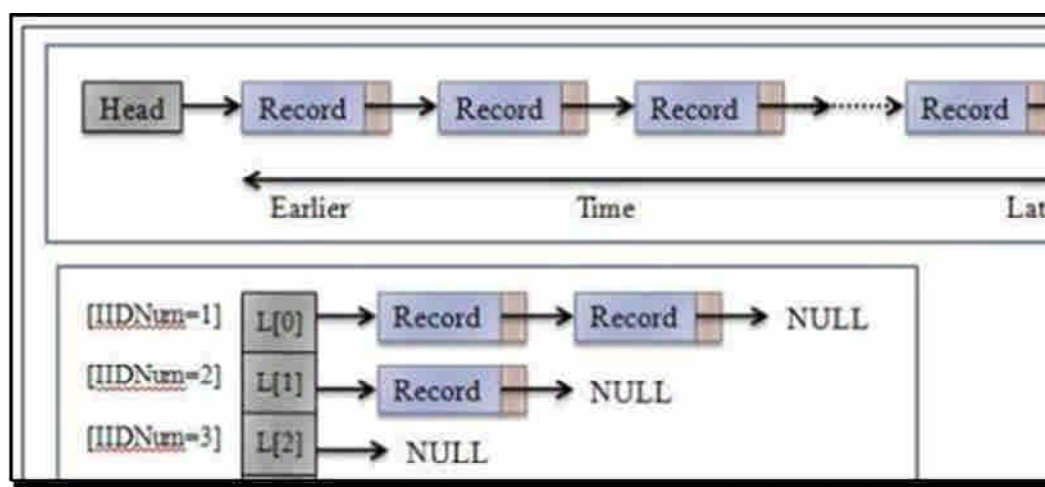 Head Record Record Record Record
Earlier Time Lat
[IIDNum=1] L[0] Record Record NULL
[IIDNum=2] L[1] Record NULL
[IIDNum=3] L[2] NULL